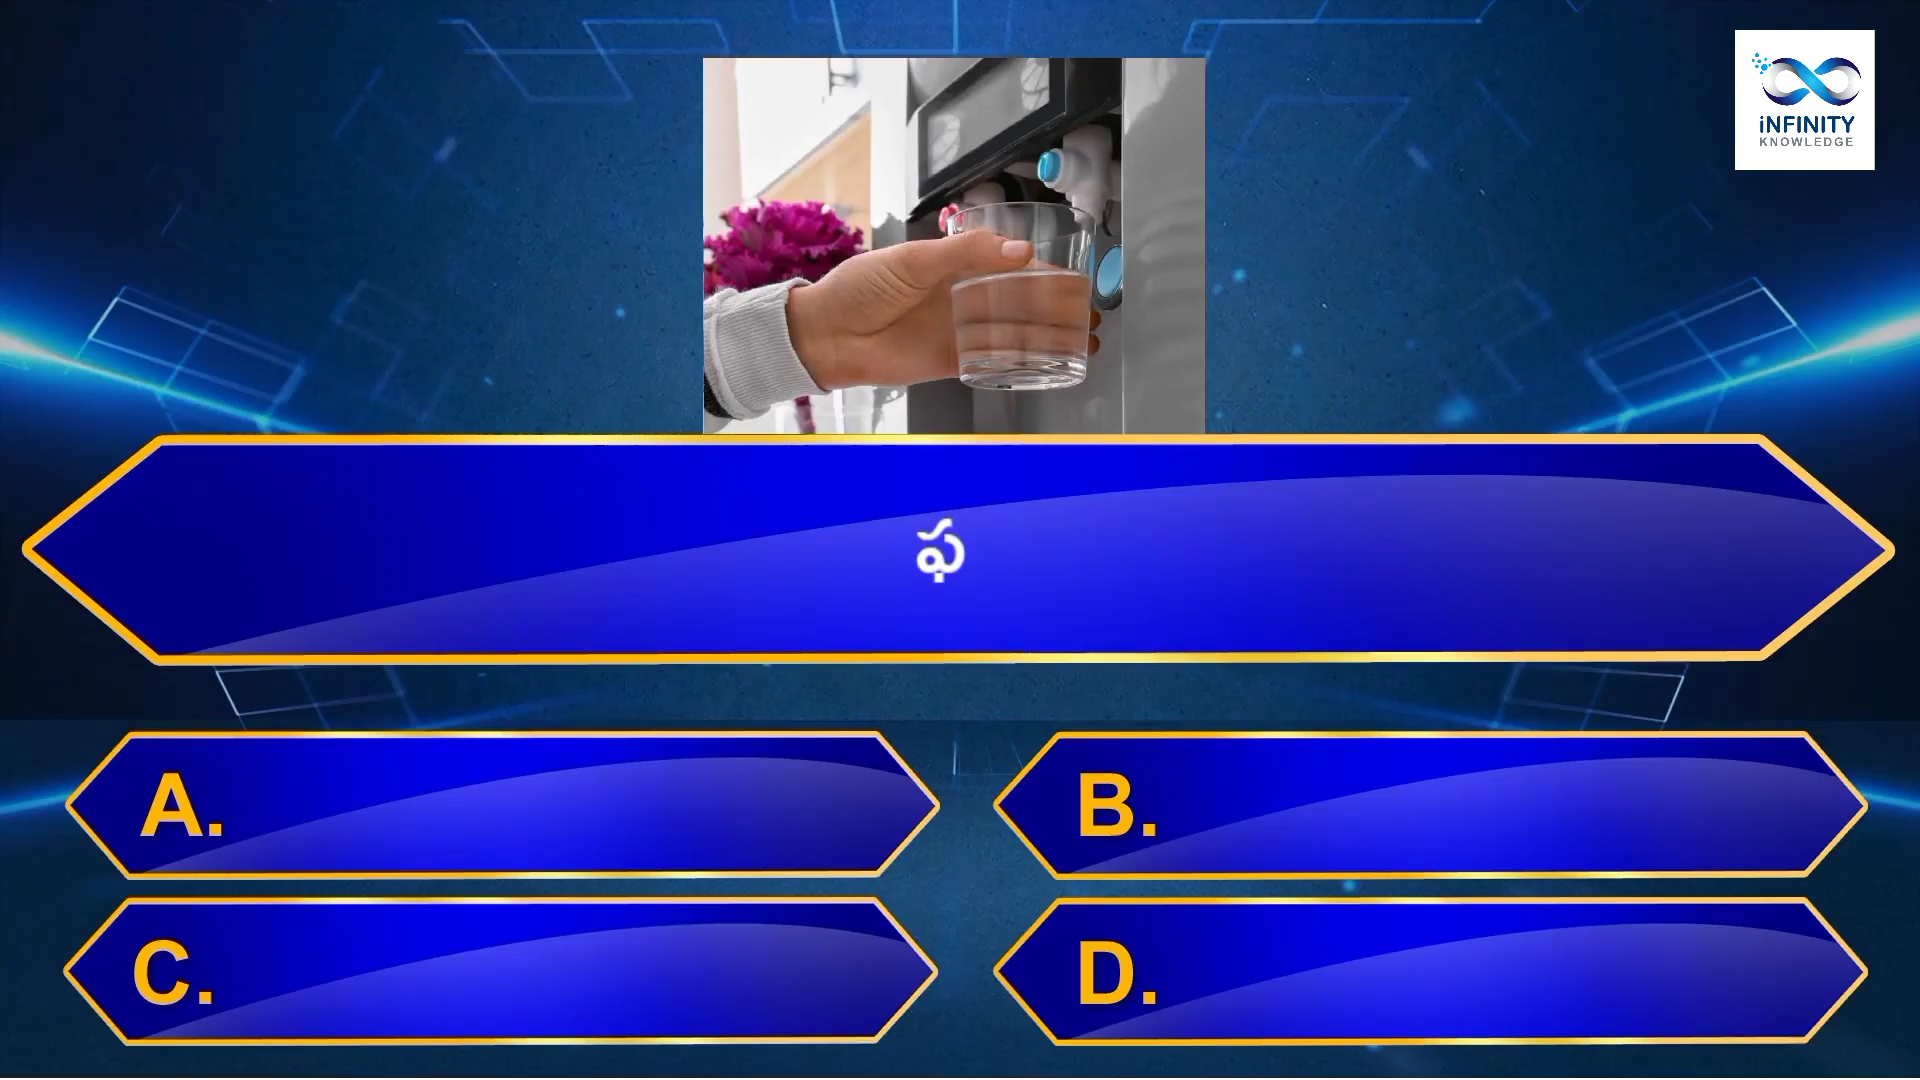 iNFINITY
KNOWLEDGE
ఫ
A.
B.
C.
D.